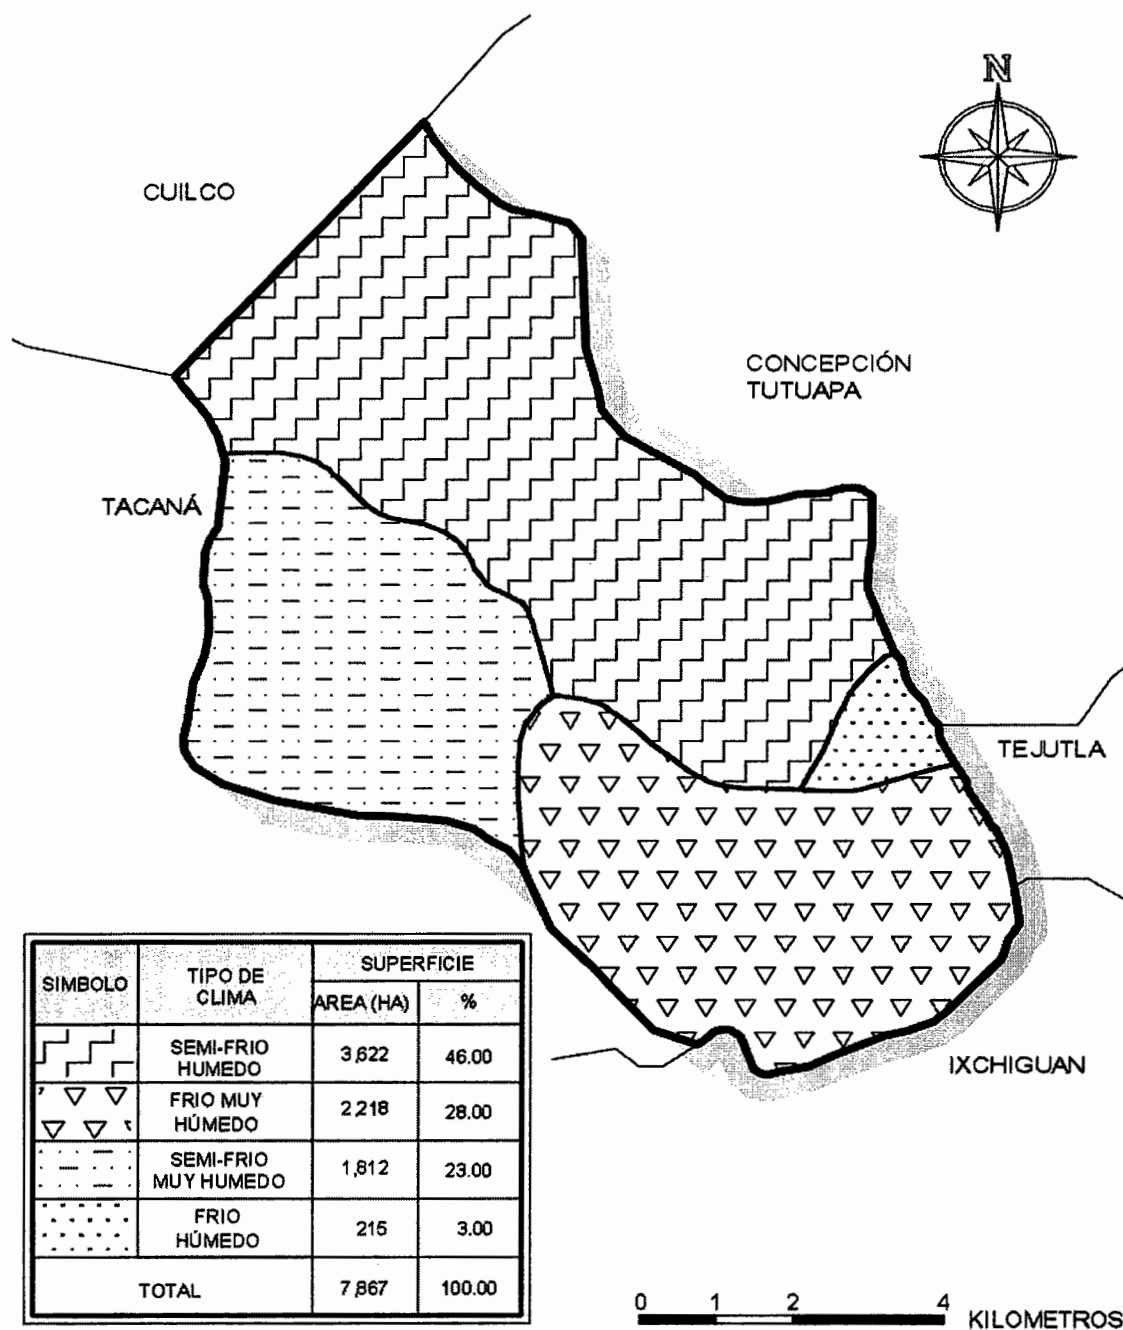 N
CUILCO
CONCEPCIÓN
TUTUAPA
TACANÁ
TEJUTLA
IXCHIGUAN
SIMBOLO
TIPO DE
CLIMA
SUPERFICIE
AREA (HA)
%
SEMI-FRIO
HUMEDO
3,622
46.00
FRIO MUY
HÚMEDO
2,218
28.00
SEMI-FRIO
MUY HUMEDO
1,812
23.00
FRIO
HÚMEDO
215
3.00
TOTAL
7,867
100.00
0 1 2 4
KILOMETROS